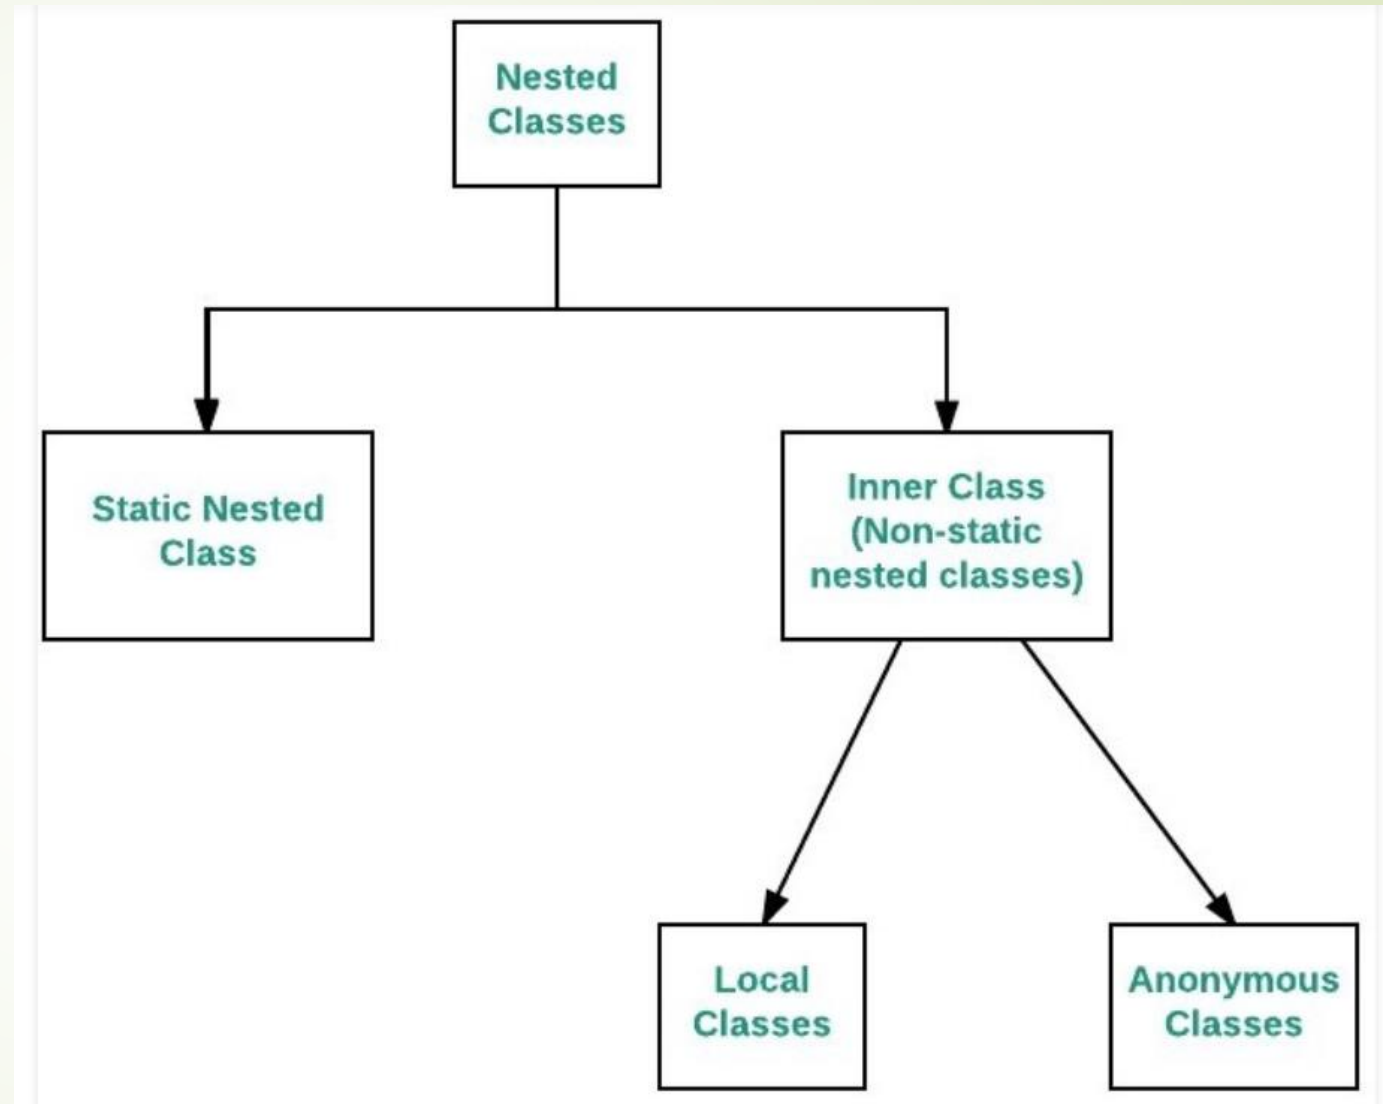 Nested
Classes
Static Nested
Class
Inner Class
(Non-static
nested classes)
Local
Classes
Anonymous
Classes